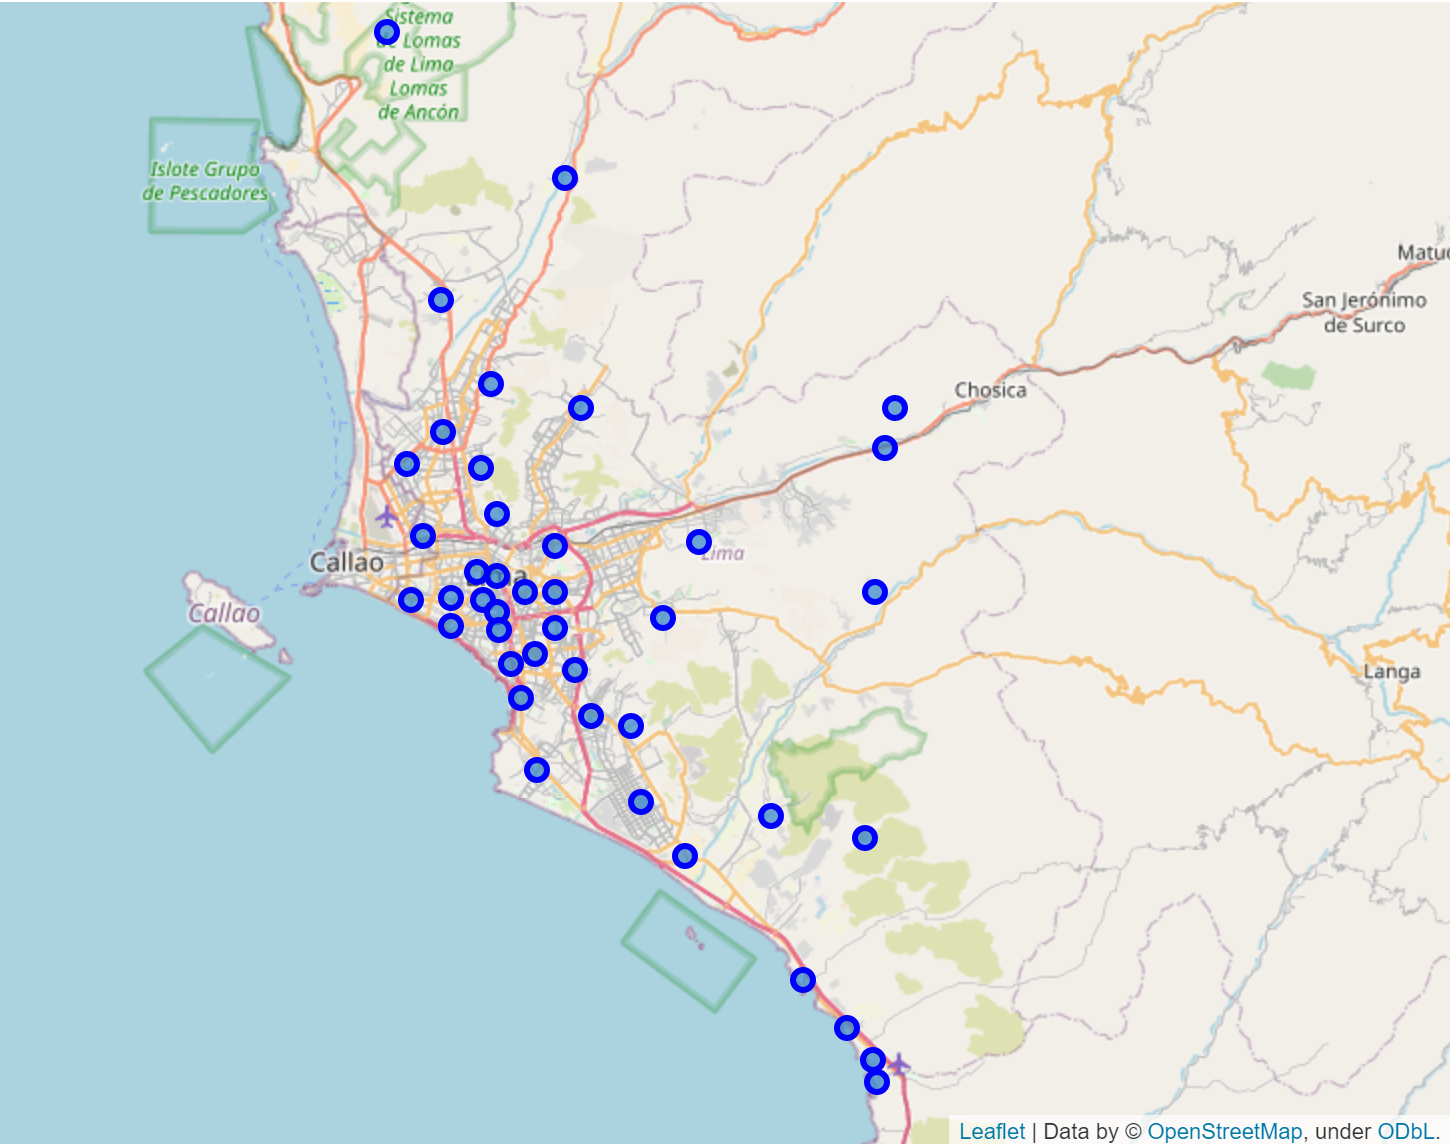 Sistema
de Lomas
de Lima
Lomas
de Ancón
Islote Grupo
de Pescadores
Matuc
San Jerónimo
de Surco
Chosica
Callao
Lima
Callao
Langa
Leaflet | Data by © OpenStreetMap, under ODbL.